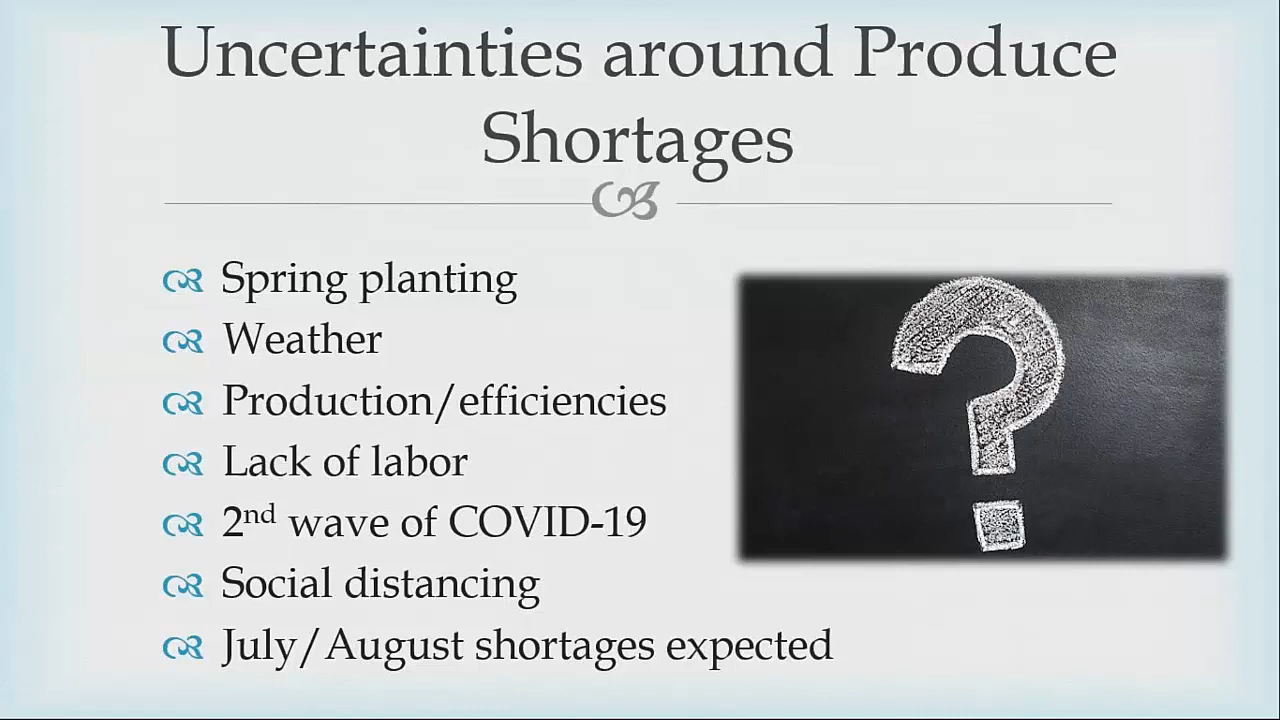 Uncertainties around Produce
Shortages
Spring planting
Weather
Production/efficiencies
Lack of labor
2nd wave of COVID-19
Social distancing
July/August shortages expected
?